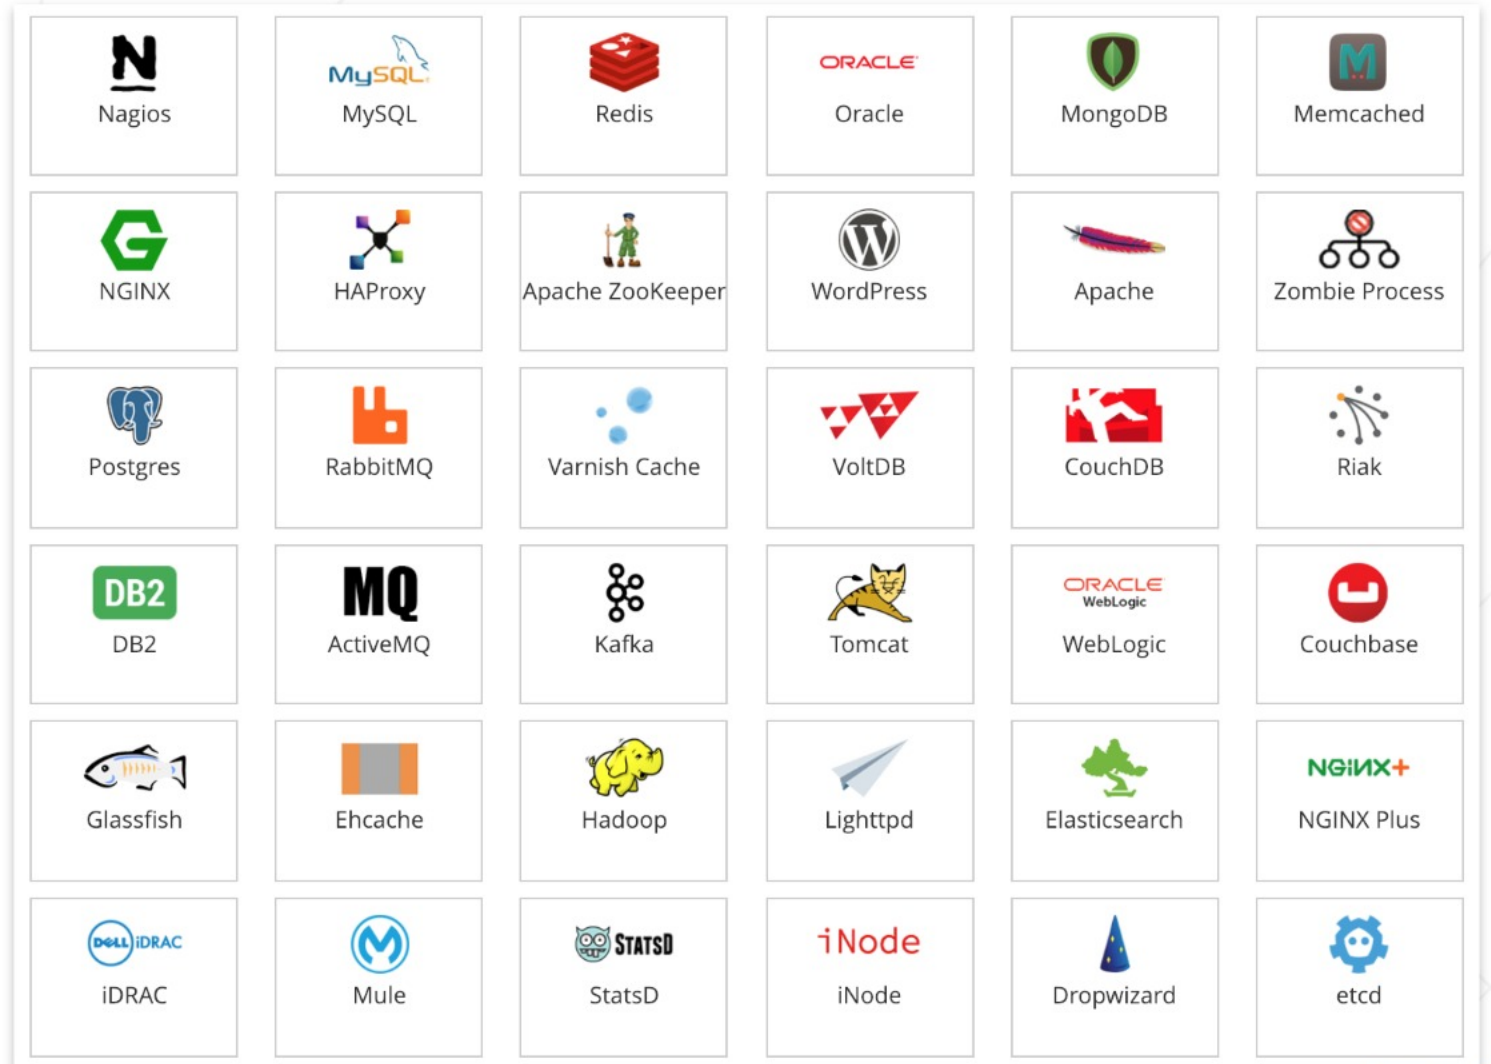 N
Nagios
MySQL
MySQL
Redis
ORACLE
Oracle
MongoDB
M
Memcached
G
NGINX
HAProxy
Apache ZooKeeper
W
WordPress
Apache
Zombie Process
Postgres
RabbitMQ
Varnish Cache
VoltDB
CouchDB
Riak
DB2
DB2
MQ
ActiveMQ
Kafka
Tomcat
ORACLE
WebLogic
WebLogic
Couchbase
Glassfish
Ehcache
Hadoop
Lighttpd
Elasticsearch
NGiNX+
NGINX Plus
DELL iDRAC
iDRAC
Mule
STATSD
StatsD
iNode
iNode
Dropwizard
etcd